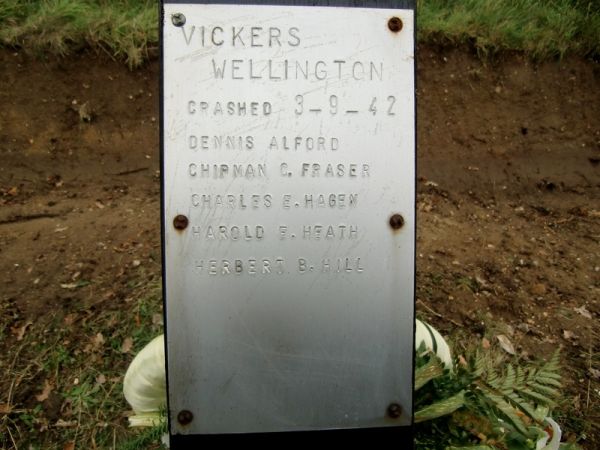 VICKERS
WELLINGTON
CRASHED 3-9-42
DENNIS ALFORD
CHIPMAN C. FRASER
CHARLES E. HAGEN
HAROLD E. HEATH
HERBERT B. HILL